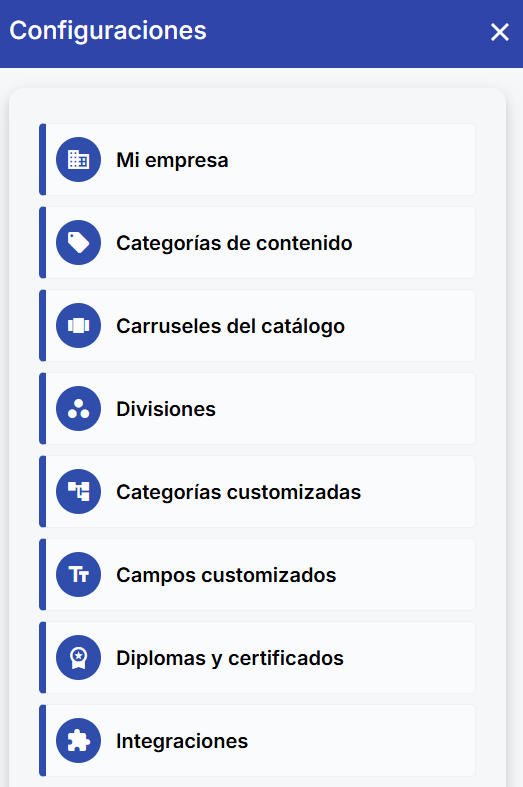 Configuraciones
Mi empresa
Categorías de contenido
Carruseles del catálogo
Divisiones
Categorías customizadas
Campos customizados
Diplomas y certificados
Integraciones